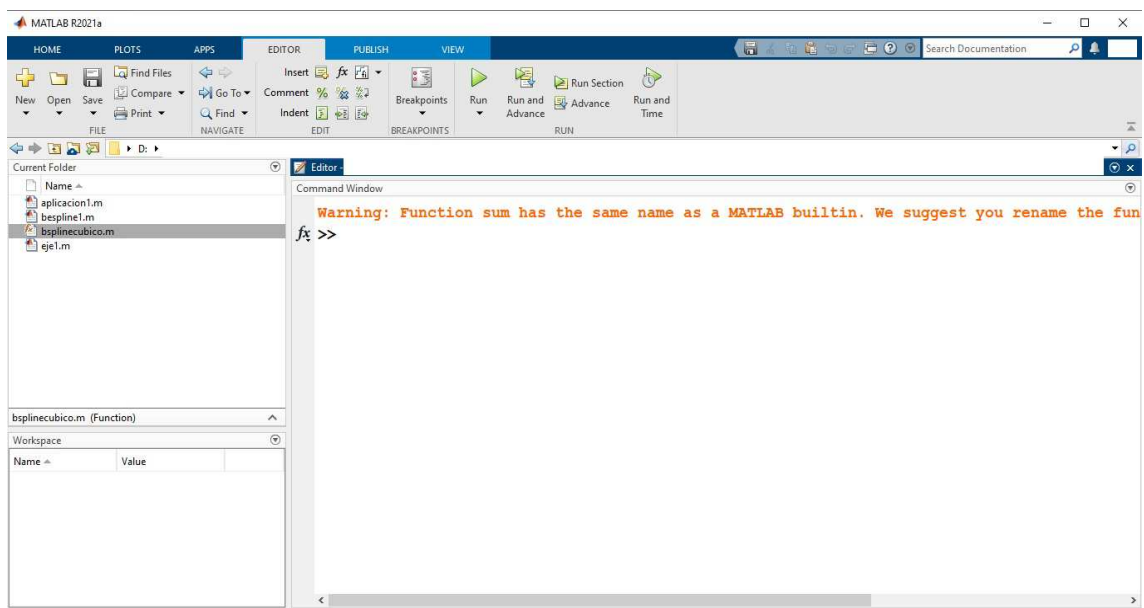 MATLAB R2021a
HOME PLOTS APPS EDITOR PUBLISH VIEW
Search Documentation
New Open Save
Find Files
Compare
Print
FILE
Go To
Find
NAVIGATE
Insert fx
Comment %
Indent
EDIT
Breakpoints
BREAKPOINTS
Run
Run and Advance
Run Section
Advance
Run and Time
RUN
D:
Current Folder
Name
aplicacion1.m
bespline1.m
bsplinecubico.m
eje1.m
bsplinecubico.m (Function)
Workspace
Name Value
Editor -
Command Window
Warning: Function sum has the same name as a MATLAB builtin. We suggest you rename the fun
fx >>